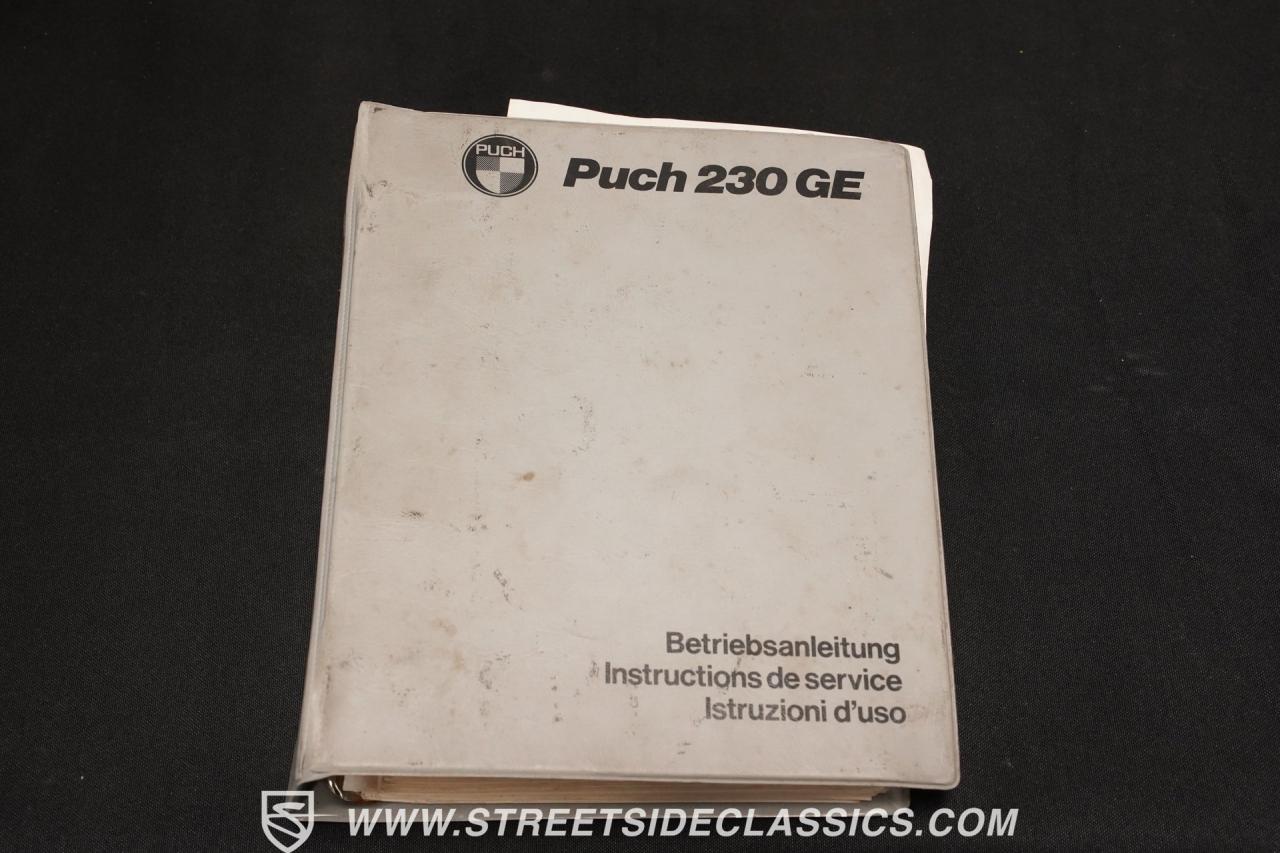 PUCH
Puch 230 GE
Betriebsanleitung
Instructions de service
Istruzioni d'uso
WWW.STREETSIDECLASSICS.COM